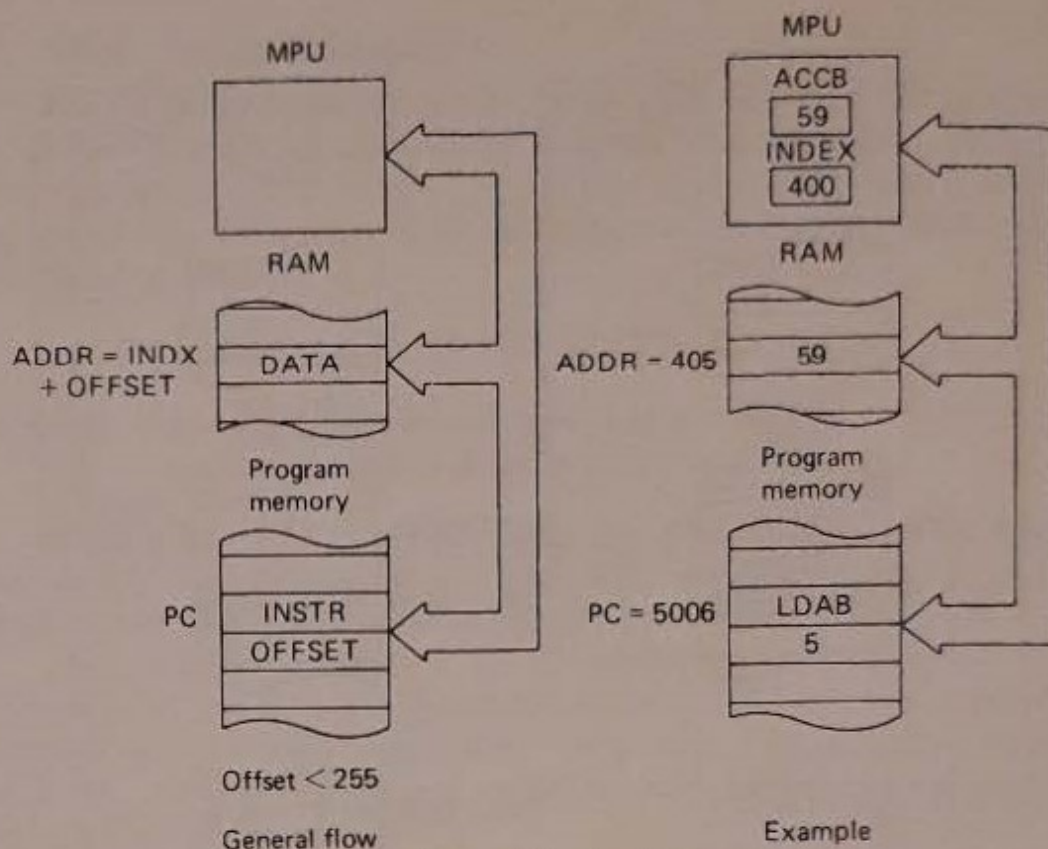 MPU
RAM
ADDR = INDX
+ OFFSET
DATA
Program
memory
PC
INSTR
OFFSET
Offset < 255
General flow
MPU
ACCB
59
INDEX
400
RAM
ADDR – 405
59
Program
memory
PC = 5006
LDAB
5
Example